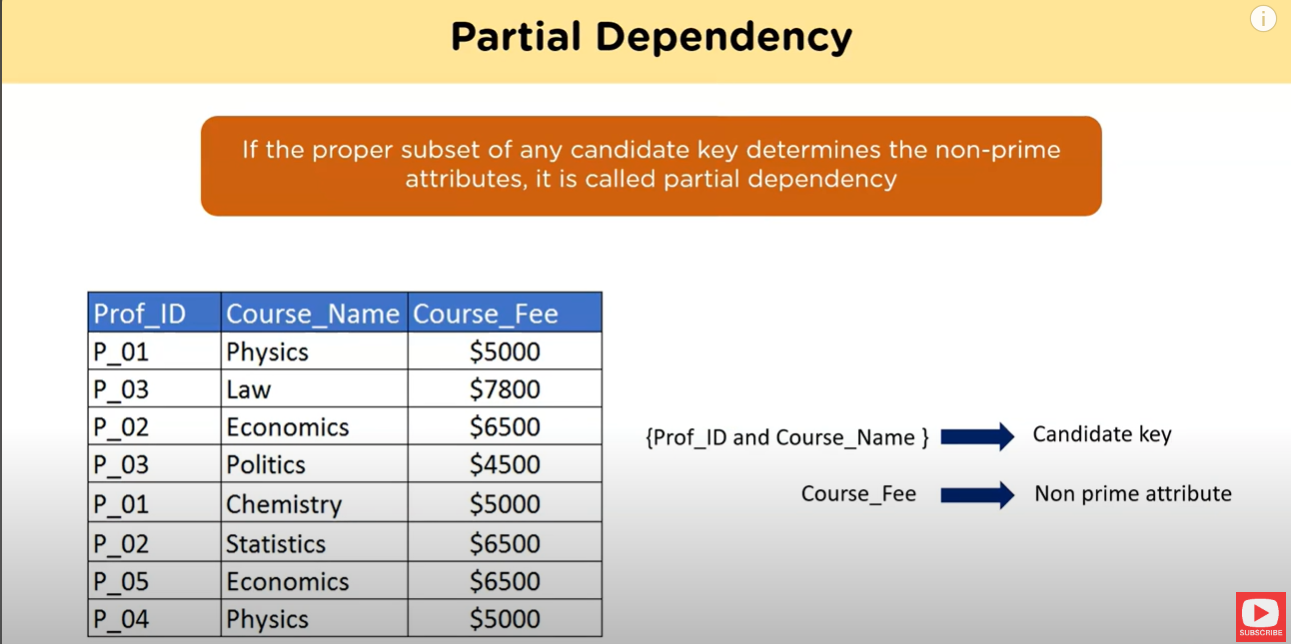 Partial Dependency
If the proper subset of any candidate key determines the non-prime
attributes, it is called partial dependency
Prof_ID Course_Name Course_Fee
P_01 Physics $5000
P_03 Law $7800
P_02 Economics $6500
P_03 Politics $4500
P_01 Chemistry $5000
P_02 Statistics $6500
P_05 Economics $6500
P_04 Physics $5000
{Prof_ID and Course_Name } Candidate key
Course_Fee Non prime attribute
SUBSCRIBE
i